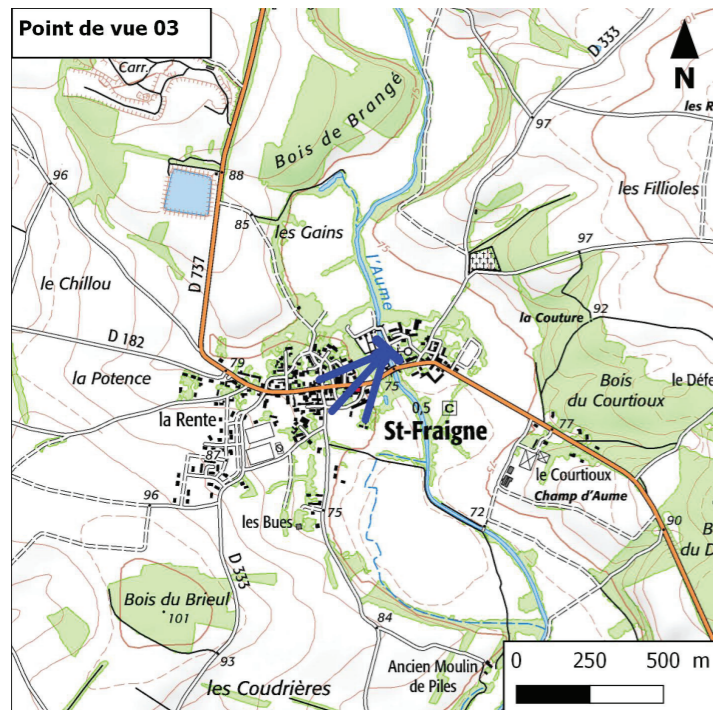 Point de vue 03
Carr.
D 333
N
Bois de Brangé
75
97
les R
96
88
les Fillioles
85
les Gains
97
le Chillou
D 737
l'Aume
75
92
la Couture
D 182
79
la Potence
75
Bois
du Courtioux
le Défe
la Rente
0,5 C
77
St-Fraigne
87
le Courtioux
Champ d'Aume
96
les Bues
75
72
90
B
du D
D 333
Bois du Brieul
101
84
93
Ancien Moulin
de Piles
les Coudrières
0 250 500 m